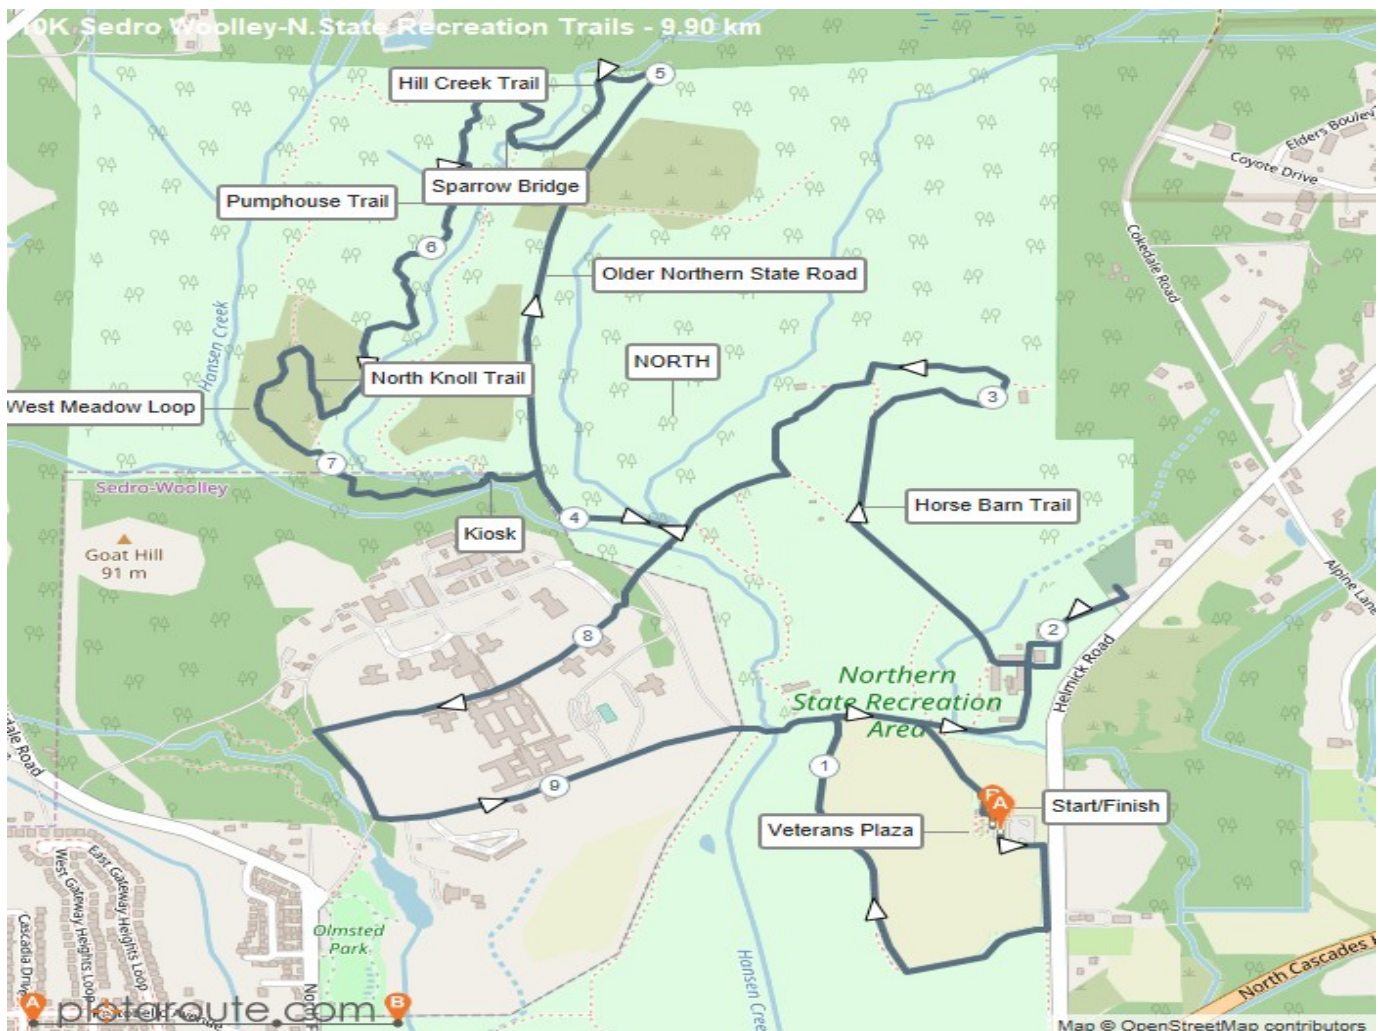 10K Sedro Woolley-N.State Recreation Trails - 9.90 km
Hill Creek Trail
5
Elders Boulev
Coyote Drive
Sparrow Bridge
Pumphouse Trail
6
Cokedale Road
Older Northern State Road
Hansen Creek
NORTH
North Knoll Trail
West Meadow Loop
3
7
Sedro-Woolley
Horse Barn Trail
4
Kiosk
Goat Hill
91 m
Alpine Lane
2
8
Helmick Road
Northern
State Recreation
Area
dale Road
1
9
A
Start/Finish
Veterans Plaza
West Gateway Heights Loop
East Gateway Heights Loop
Cascadia Drive
Olmsted
Park
Hansen Creek
North Cascades H
A
B
plotaroute.com
Map © OpenStreetMap contributors